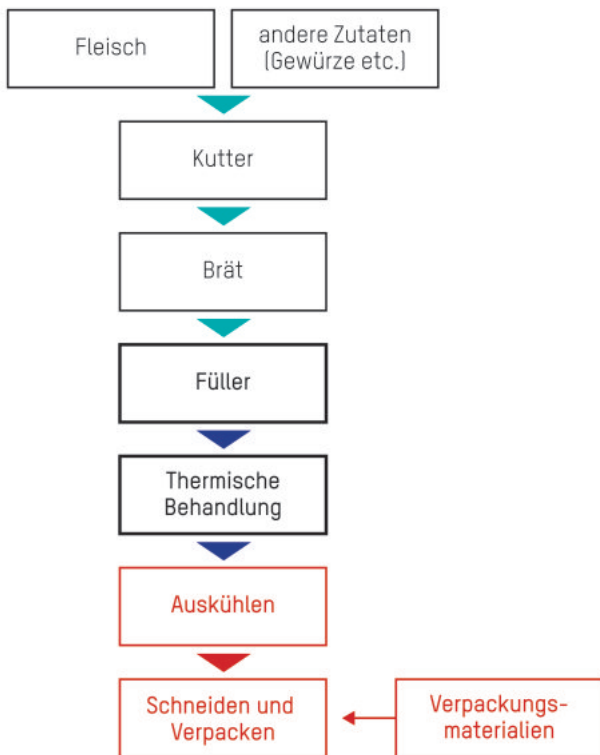 Fleisch
andere Zutaten
(Gewürze etc.)
Kutter
Brät
Füller
Thermische
Behandlung
Auskühlen
Schneiden und
Verpacken
Verpackungs-
materialien